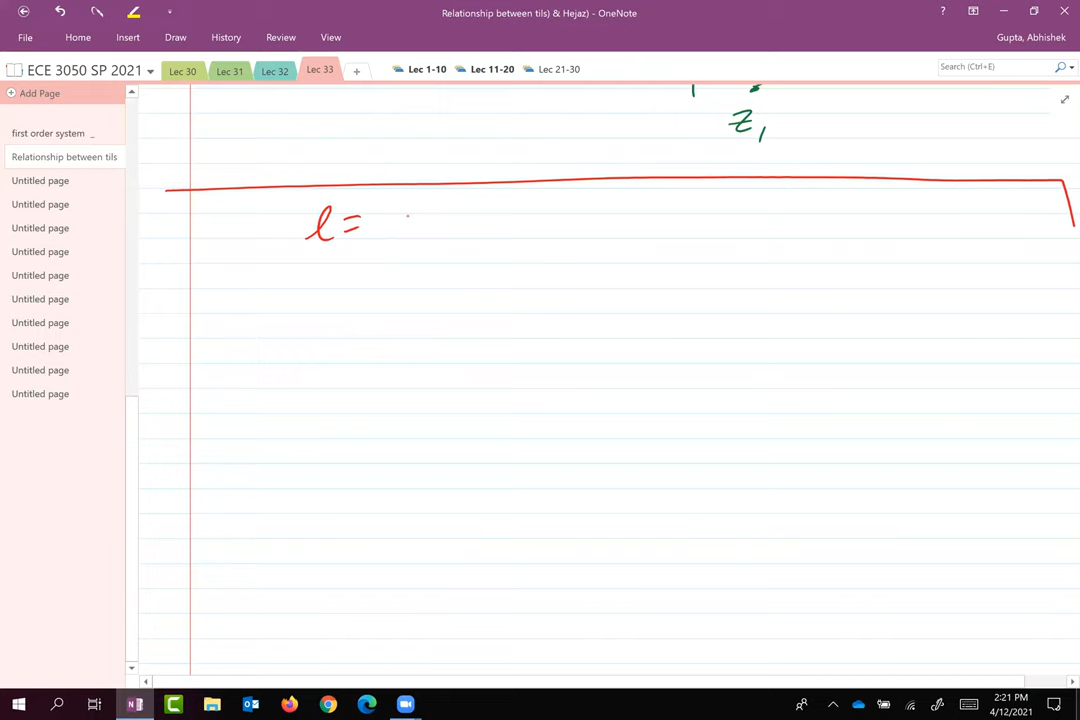 Relationship between tils) & Hejaz) - OneNote
File Home Insert Draw History Review View
Gupta, Abhishek
ECE 3050 SP 2021 Lec 30 Lec 31 Lec 32 Lec 33 Lec 1-10 Lec 11-20 Lec 21-30
Search (Ctrl+E)
Add Page
first order system _
Relationship between tils
Untitled page
Untitled page
Untitled page
Untitled page
Untitled page
Untitled page
Untitled page
Untitled page
Untitled page
Untitled page
z₁
l =
2:21 PM
4/12/2021